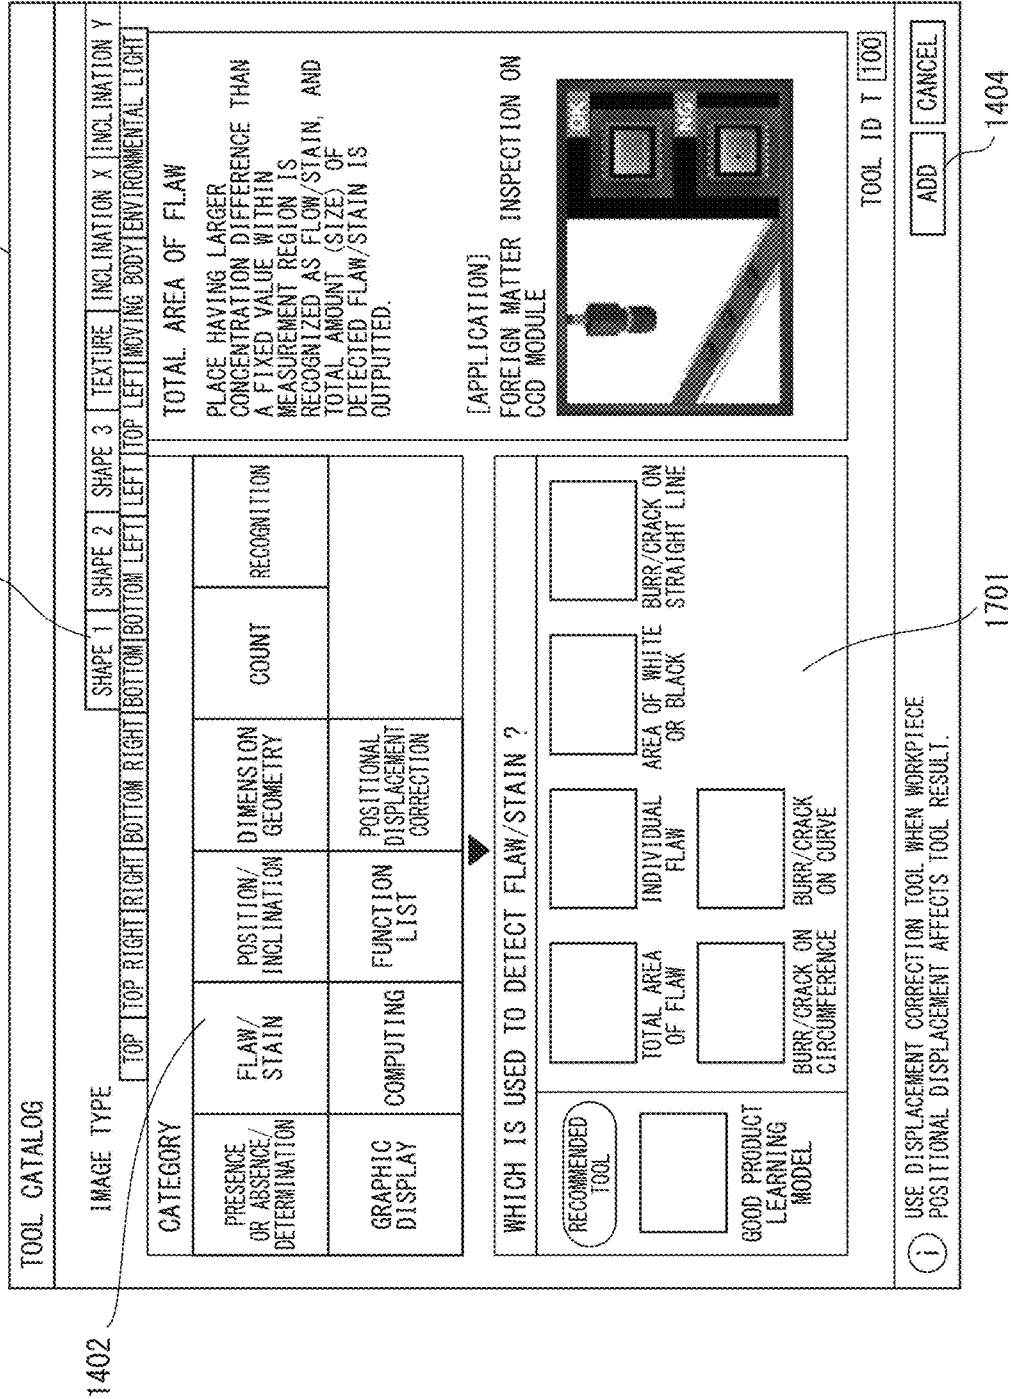 TOOL CATALOG
IMAGE TYPE
SHAPE 1 SHAPE 2 SHAPE 3 TEXTURE INCLINATION X INCLINATION Y
TOP TOP RIGHT RIGHT BOTTOM RIGHT BOTTOM BOTTOM LEFT LEFT TOP LEFT MOVING BODY ENVIRONMENTAL LIGHT
1402
CATEGORY
PRESENCE
OR ABSENCE/
DETERMINATION
FLAW/
STAIN
POSITION/
INCLINATION
DIMENSION
GEOMETRY
COUNT
RECOGNITION
GRAPHIC
DISPLAY
COMPUTING
FUNCTION
LIST
POSITIONAL
DISPLACEMENT
CORRECTION
WHICH IS USED TO DETECT FLAW/STAIN ?
RECOMMENDED
TOOL
GOOD PRODUCT
LEARNING
MODEL
TOTAL AREA
OF FLAW
INDIVIDUAL
FLAW
AREA OF WHITE
OR BLACK
BURR/CRACK ON
STRAIGHT LINE
BURR/CRACK ON
CIRCUMFERENCE
BURR/CRACK
ON CURVE
1701
TOTAL AREA OF FLAW
PLACE HAVING LARGER
CONCENTRATION DIFFERENCE THAN
A FIXED VALUE WITHIN
MEASUREMENT REGION IS
RECOGNIZED AS FLOW/STAIN, AND
TOTAL AMOUNT (SIZE) OF
DETECTED FLAW/STAIN IS
OUTPUTTED.
[APPLICATION]
FOREIGN MATTER INSPECTION ON
CCD MODULE
TOOL ID T 100
i USE DISPLACEMENT CORRECTION TOOL WHEN WORKPIECE
POSITIONAL DISPLACEMENT AFFECTS TOOL RESULT.
ADD CANCEL
1404